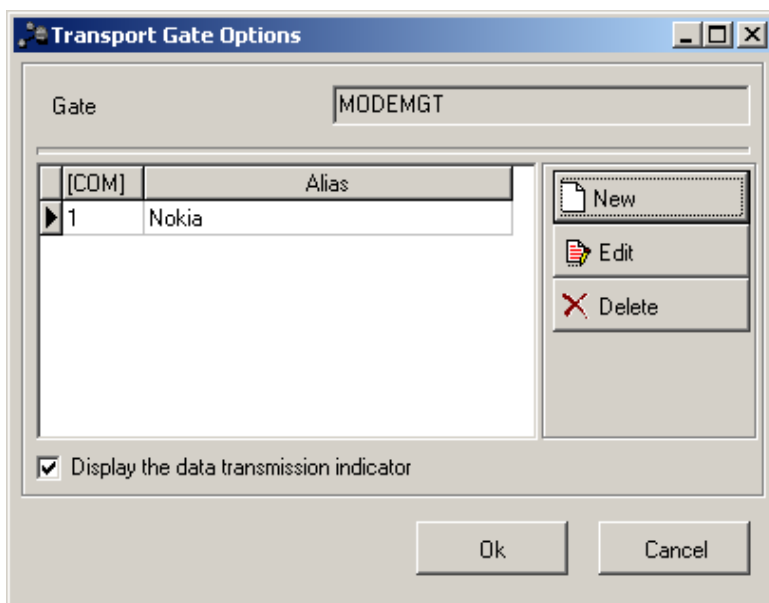 Transport Gate Options
Gate MODEMGT
[COM] Alias
1 Nokia
New
Edit
Delete
Display the data transmission indicator
Ok Cancel